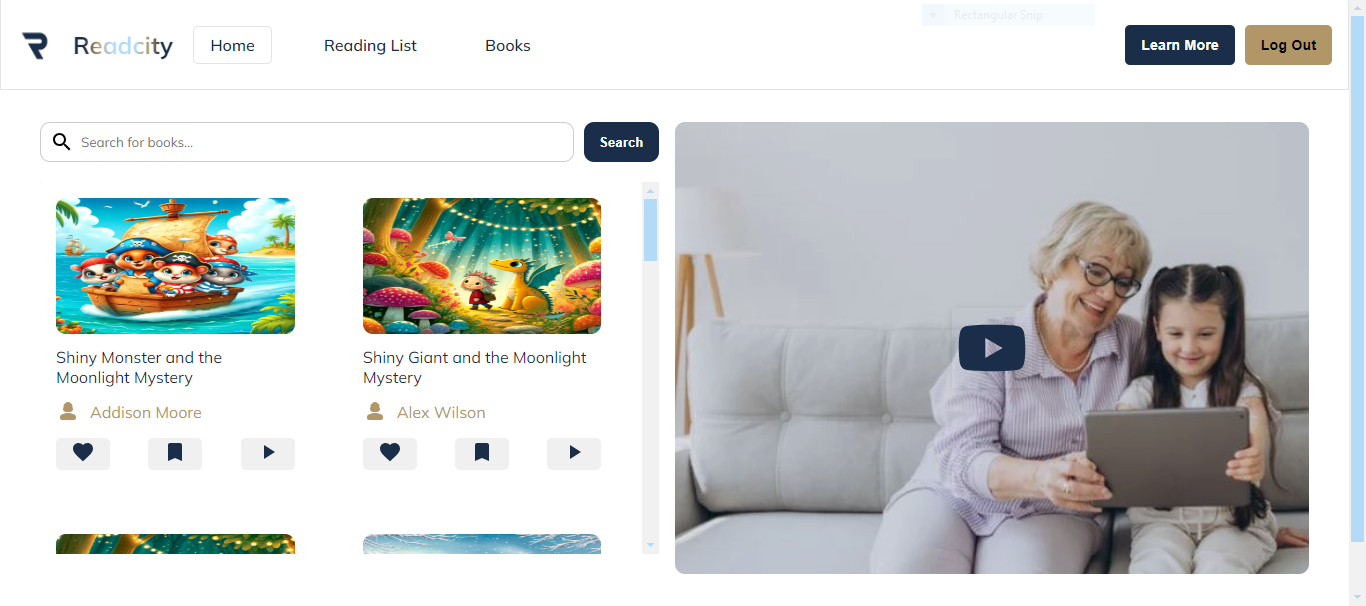 Rectangular Snip
Readcity
Home
Reading List
Books
Learn More
Log Out
Search for books...
Search
Shiny Monster and the
Moonlight Mystery
Addison Moore
Shiny Giant and the Moonlight
Mystery
Alex Wilson